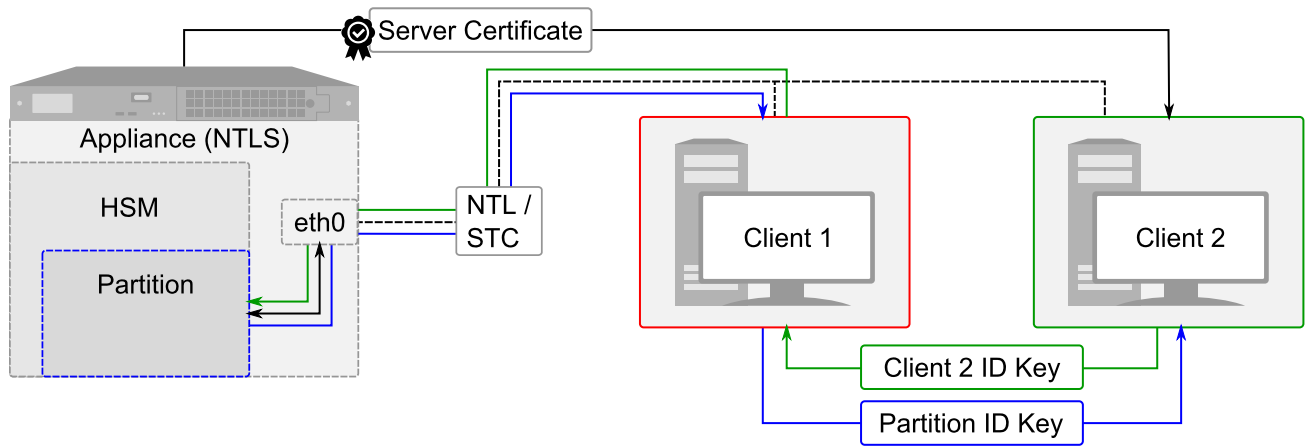 Server Certificate
Appliance (NTLS)
HSM
eth0
NTL /
STC
Partition
Client 1
Client 2
Client 2 ID Key
Partition ID Key